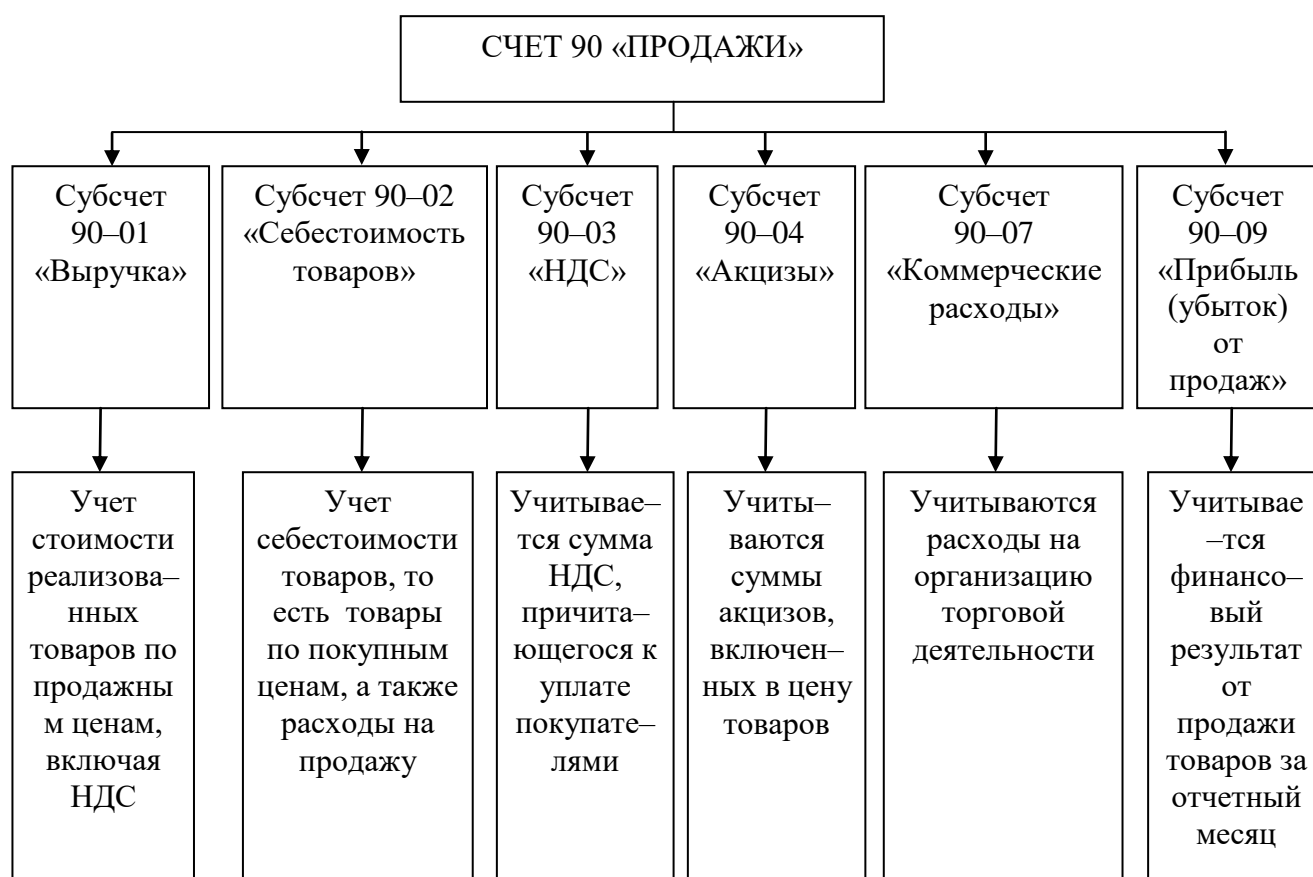 СЧЕТ 90 «ПРОДАЖИ»
Субсчет
90–01
«Выручка»
Субсчет 90–02
«Себестоимость
товаров»
Субсчет
90–03
«НДС»
Субсчет
90–04
«Акцизы»
Субсчет
90–07
«Коммерческие
расходы»
Субсчет
90–09
«Прибыль
(убыток)
от
продаж»
Учет
стоимости
реализова–
нных
товаров по
продажны
м ценам,
включая
НДС
Учет
себестоимости
товаров, то
есть товары
по покупным
ценам, а также
расходы на
продажу
Учитывае–
тся сумма
НДС,
причита–
ющегося к
уплате
покупате–
лями
Учиты–
ваются
суммы
акцизов,
включен–
ных в цену
товаров
Учитываются
расходы на
организацию
торговой
деятельности
Учитывае
–тся
финансо–
вый
результат
от
продажи
товаров за
отчетный
месяц